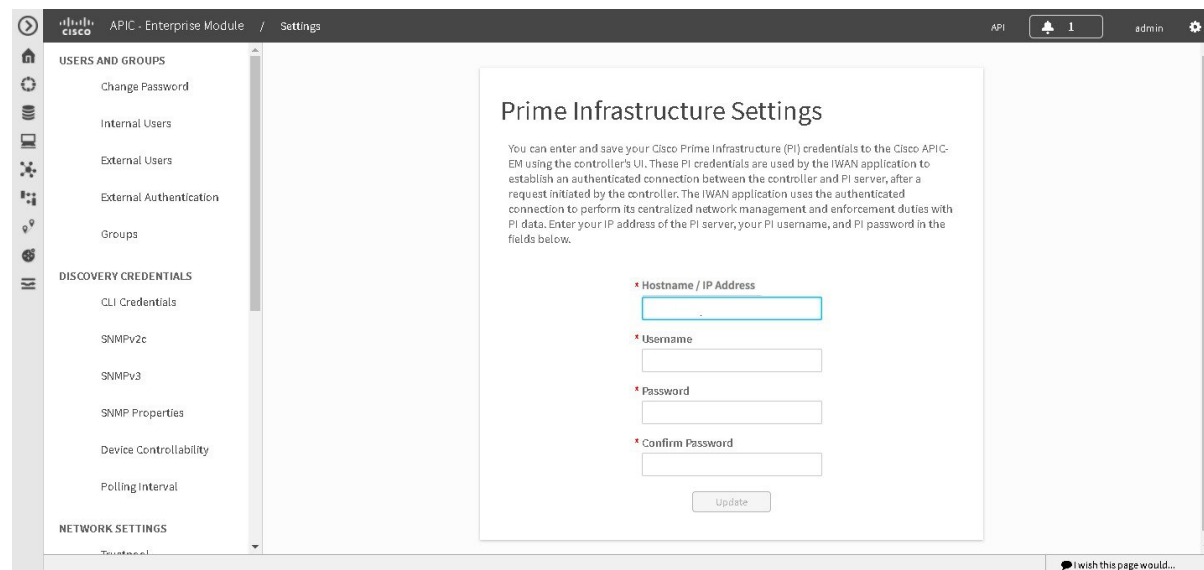 CISCO APIC - Enterprise Module / Settings
API 1 admin
USERS AND GROUPS
Change Password
Internal Users
External Users
External Authentication
Groups
DISCOVERY CREDENTIALS
CLI Credentials
SNMPv2c
SNMPv3
SNMP Properties
Device Controllability
Polling Interval
NETWORK SETTINGS
Prime Infrastructure Settings
You can enter and save your Cisco Prime Infrastructure (PI) credentials to the Cisco APIC-
EM using the controller's UI. These PI credentials are used by the IWAN application to
establish an authenticated connection between the controller and PI server, after a
request initiated by the controller. The IWAN application uses the authenticated
connection to perform its centralized network management and enforcement duties with
PI data. Enter your IP address of the PI server, your PI username, and PI password in the
fields below.
* Hostname / IP Address
* Username
* Password
* Confirm Password
Update
I wish this page would...